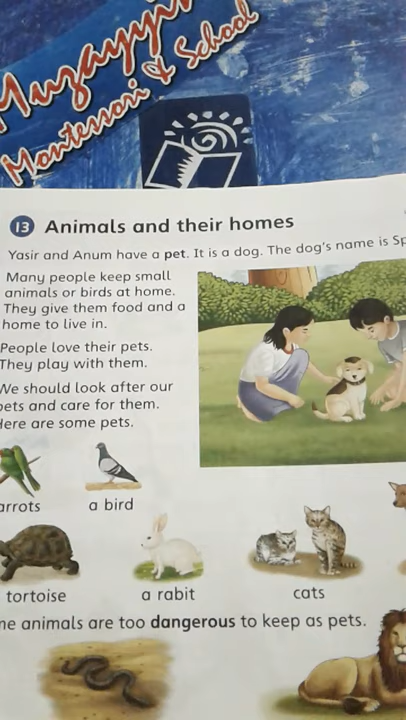 Muzayyin
Montessori & School
13 Animals and their homes
Yasir and Anum have a pet. It is a dog. The dog's name is
Many people keep small
animals or birds at home.
They give them food and a
home to live in.
People love their pets.
They play with them.
We should look after our
pets and care for them.
Here are some pets.
arrots
a bird
tortoise
a rabit
cats
me animals are too dangerous to keep as pets.